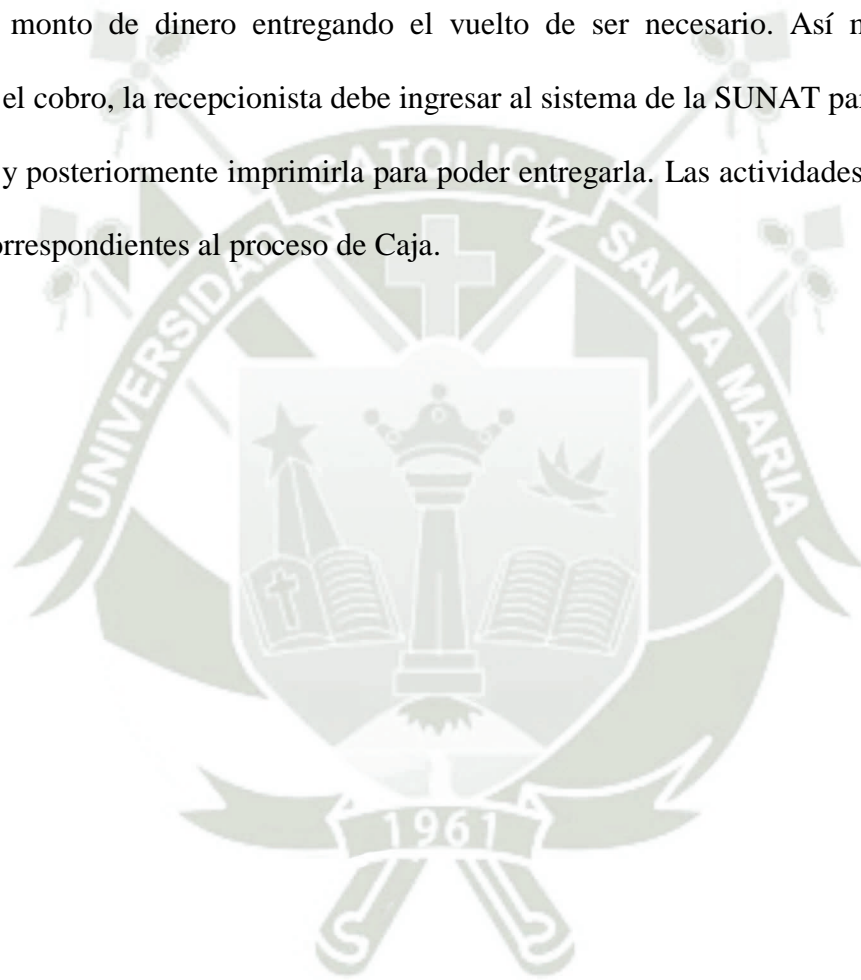 monto de dinero entregando el vuelto de ser necesario. Así
el cobro, la recepcionista debe ingresar al sistema de la SUNAT
y posteriormente imprimirla para poder entregarla. Las actividades
orrespondientes al proceso de Caja.
UNIVERSIDAD CATOLICA SANTA MARIA
1961